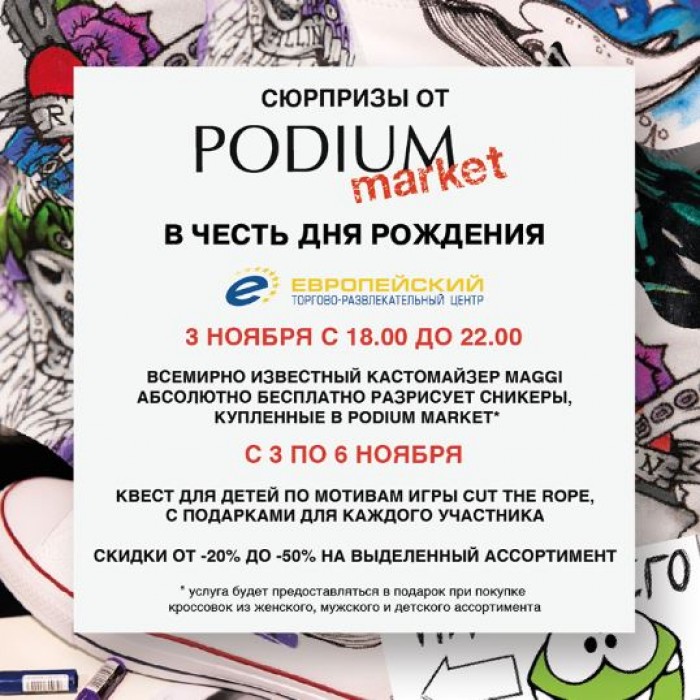 СЮРПРИЗЫ ОТ
PODIUM
market
В ЧЕСТЬ ДНЯ РОЖДЕНИЯ
e ЕВРОПЕЙСКИЙ
ТОРГОВО-РАЗВЛЕКАТЕЛЬНЫЙ ЦЕНТР
3 НОЯБРЯ С 18.00 ДО 22.00
ВСЕМИРНО ИЗВЕСТНЫЙ КАСТОМАЙЗЕР MAGGI
АБСОЛЮТНО БЕСПЛАТНО РАЗРИСУЕТ СНИКЕРЫ,
КУПЛЕННЫЕ В PODIUM MARKET*
С 3 ПО 6 НОЯБРЯ
КВЕСТ ДЛЯ ДЕТЕЙ ПО МОТИВАМ ИГРЫ CUT THE ROPE,
С ПОДАРКАМИ ДЛЯ КАЖДОГО УЧАСТНИКА
СКИДКИ ОТ -20% ДО -50% НА ВЫДЕЛЕННЫЙ АССОРТИМЕНТ
* услуга будет предоставляться в подарок при покупке
кроссовок из женского, мужского и детского ассортимента